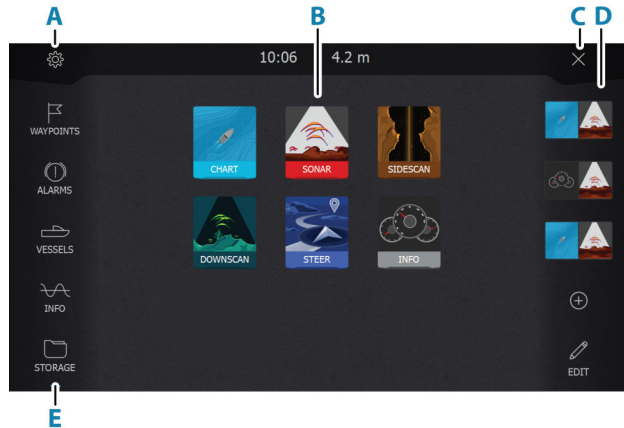 A
B
C
D
10:06 4.2 m
WAYPOINTS
ALARMS
VESSELS
INFO
STORAGE
CHART
SONAR
SIDESCAN
DOWNSCAN
STEER
INFO
EDIT
E